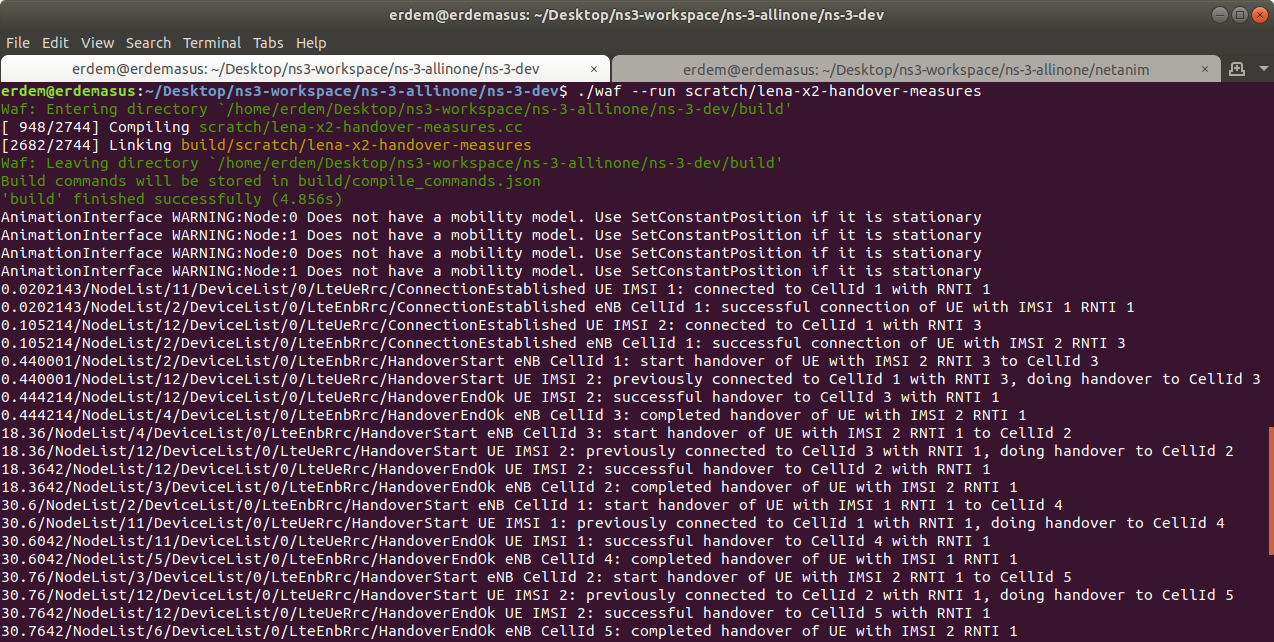 erdem@erdemasus: ~/Desktop/ns3-workspace/ns-3-allinone/ns-3-dev
File Edit View Search Terminal Tabs Help
erdem@erdemasus: ~/Desktop/ns3-workspace/ns-3-allinone/ns-3-dev × erdem@erdemasus: ~/Desktop/ns3-workspace/ns-3-allinone/netanim ×
erdem@erdemasus:~/Desktop/ns3-workspace/ns-3-allinone/ns-3-dev$ ./waf --run scratch/lena-x2-handover-measures
Waf: Entering directory `/home/erdem/Desktop/ns3-workspace/ns-3-allinone/ns-3-dev/build'
[ 948/2744] Compiling scratch/lena-x2-handover-measures.cc
[2682/2744] Linking build/scratch/lena-x2-handover-measures
Waf: Leaving directory `/home/erdem/Desktop/ns3-workspace/ns-3-allinone/ns-3-dev/build'
Build commands will be stored in build/compile_commands.json
'build' finished successfully (4.856s)
AnimationInterface WARNING:Node:0 Does not have a mobility model. Use SetConstantPosition if it is stationary
AnimationInterface WARNING:Node:1 Does not have a mobility model. Use SetConstantPosition if it is stationary
AnimationInterface WARNING:Node:0 Does not have a mobility model. Use SetConstantPosition if it is stationary
AnimationInterface WARNING:Node:1 Does not have a mobility model. Use SetConstantPosition if it is stationary
0.0202143/NodeList/11/DeviceList/0/LteUeRrc/ConnectionEstablished UE IMSI 1: connected to CellId 1 with RNTI 1
0.0202143/NodeList/2/DeviceList/0/LteEnbRrc/ConnectionEstablished eNB CellId 1: successful connection of UE with IMSI 1 RNTI 1
0.105214/NodeList/12/DeviceList/0/LteUeRrc/ConnectionEstablished UE IMSI 2: connected to CellId 1 with RNTI 3
0.105214/NodeList/2/DeviceList/0/LteEnbRrc/ConnectionEstablished eNB CellId 1: successful connection of UE with IMSI 2 RNTI 3
0.440001/NodeList/2/DeviceList/0/LteEnbRrc/HandoverStart eNB CellId 1: start handover of UE with IMSI 2 RNTI 3 to CellId 3
0.440001/NodeList/12/DeviceList/0/LteUeRrc/HandoverStart UE IMSI 2: previously connected to CellId 1 with RNTI 3, doing handover to CellId 3
0.444214/NodeList/12/DeviceList/0/LteUeRrc/HandoverEndOk UE IMSI 2: successful handover to CellId 3 with RNTI 1
0.444214/NodeList/4/DeviceList/0/LteEnbRrc/HandoverEndOk eNB CellId 3: completed handover of UE with IMSI 2 RNTI 1
18.36/NodeList/4/DeviceList/0/LteEnbRrc/HandoverStart eNB CellId 3: start handover of UE with IMSI 2 RNTI 1 to CellId 2
18.36/NodeList/12/DeviceList/0/LteUeRrc/HandoverStart UE IMSI 2: previously connected to CellId 3 with RNTI 1, doing handover to CellId 2
18.3642/NodeList/12/DeviceList/0/LteUeRrc/HandoverEndOk UE IMSI 2: successful handover to CellId 2 with RNTI 1
18.3642/NodeList/3/DeviceList/0/LteEnbRrc/HandoverEndOk eNB CellId 2: completed handover of UE with IMSI 2 RNTI 1
30.6/NodeList/2/DeviceList/0/LteEnbRrc/HandoverStart eNB CellId 1: start handover of UE with IMSI 1 RNTI 1 to CellId 4
30.6/NodeList/11/DeviceList/0/LteUeRrc/HandoverStart UE IMSI 1: previously connected to CellId 1 with RNTI 1, doing handover to CellId 4
30.6042/NodeList/11/DeviceList/0/LteUeRrc/HandoverEndOk UE IMSI 1: successful handover to CellId 4 with RNTI 1
30.6042/NodeList/5/DeviceList/0/LteEnbRrc/HandoverEndOk eNB CellId 4: completed handover of UE with IMSI 1 RNTI 1
30.76/NodeList/3/DeviceList/0/LteEnbRrc/HandoverStart eNB CellId 2: start handover of UE with IMSI 2 RNTI 1 to CellId 5
30.76/NodeList/12/DeviceList/0/LteUeRrc/HandoverStart UE IMSI 2: previously connected to CellId 2 with RNTI 1, doing handover to CellId 5
30.7642/NodeList/12/DeviceList/0/LteUeRrc/HandoverEndOk UE IMSI 2: successful handover to CellId 5 with RNTI 1
30.7642/NodeList/6/DeviceList/0/LteEnbRrc/HandoverEndOk eNB CellId 5: completed handover of UE with IMSI 2 RNTI 1